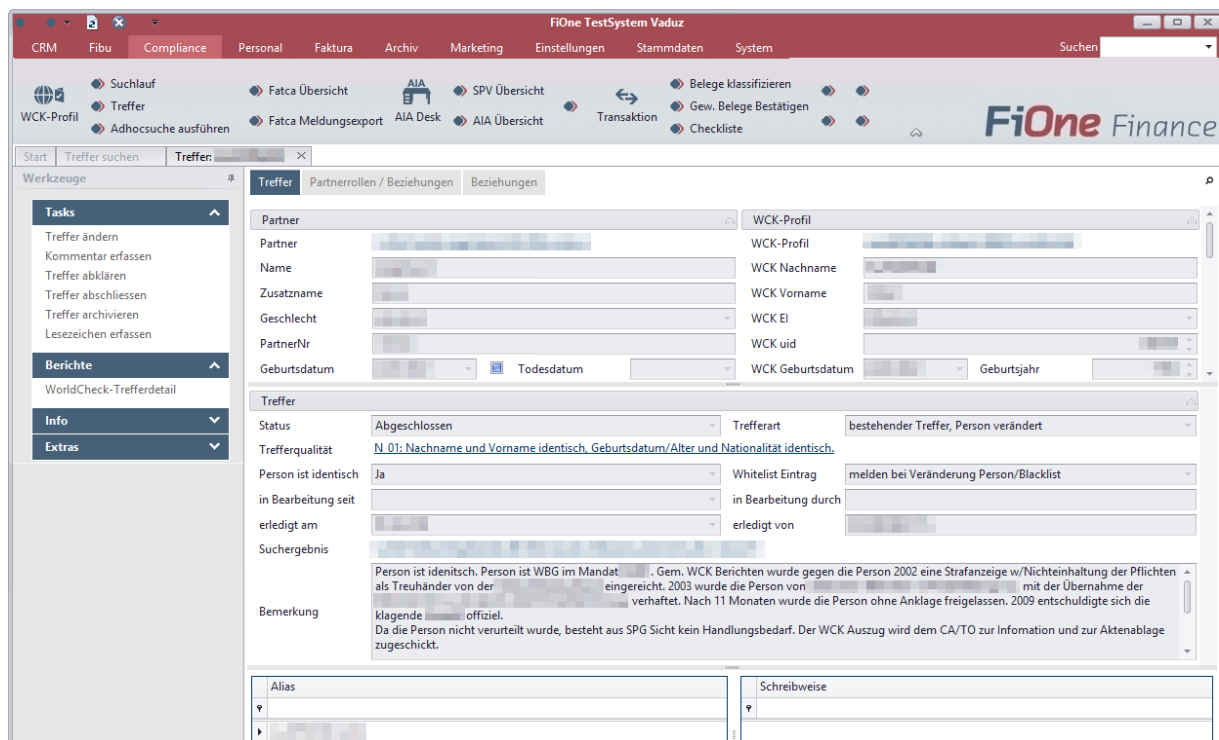 FiOne TestSystem Vaduz
CRM Fibu Compliance Personal Faktura Archiv Marketing Einstellungen Stammdaten System Suchen
WCK-Profil
Suchlauf
Treffer
Adhocsuche ausführen
Fatca Übersicht
Fatca Meldungsexport
AIA
AIA Desk
SPV Übersicht
AIA Übersicht
Transaktion
Belege klassifizieren
Gew. Belege Bestätigen
Checkliste
FiOne Finance
Start Treffer suchen Treffer:
Werkzeuge
Tasks
Treffer ändern
Kommentar erfassen
Treffer abklären
Treffer abschliessen
Treffer archivieren
Lesezeichen erfassen
Berichte
WorldCheck-Trefferdetail
Info
Extras
Treffer Partnerrollen / Beziehungen Beziehungen
Partner
Partner
Name
Zusatzname
Geschlecht
PartnerNr
Geburtsdatum Todesdatum
WCK-Profil
WCK-Profil
WCK Nachname
WCK Vorname
WCK EI
WCK uid
WCK Geburtsdatum Geburtsjahr
Treffer
Status Abgeschlossen Trefferart bestehender Treffer, Person verändert
Trefferqualität N_01: Nachname und Vorname identisch, Geburtsdatum/Alter und Nationalität identisch.
Person ist identisch Ja Whitelist Eintrag melden bei Veränderung Person/Blacklist
in Bearbeitung seit in Bearbeitung durch
erledigt am erledigt von
Suchergebnis
Bemerkung
Person ist idenitsch. Person ist WBG im Mandat . Gem. WCK Berichten wurde gegen die Person 2002 eine Strafanzeige w/Nichteinhaltung der Pflichten
als Treuhänder von der eingereicht. 2003 wurde die Person von mit der Übernahme der
verhaftet. Nach 11 Monaten wurde die Person ohne Anklage freigelassen. 2009 entschuldigte sich die
klagende offiziel.
Da die Person nicht verurteilt wurde, besteht aus SPG Sicht kein Handlungsbedarf. Der WCK Auszug wird dem CA/TO zur Infomation und zur Aktenablage
zugeschickt.
Alias Schreibweise